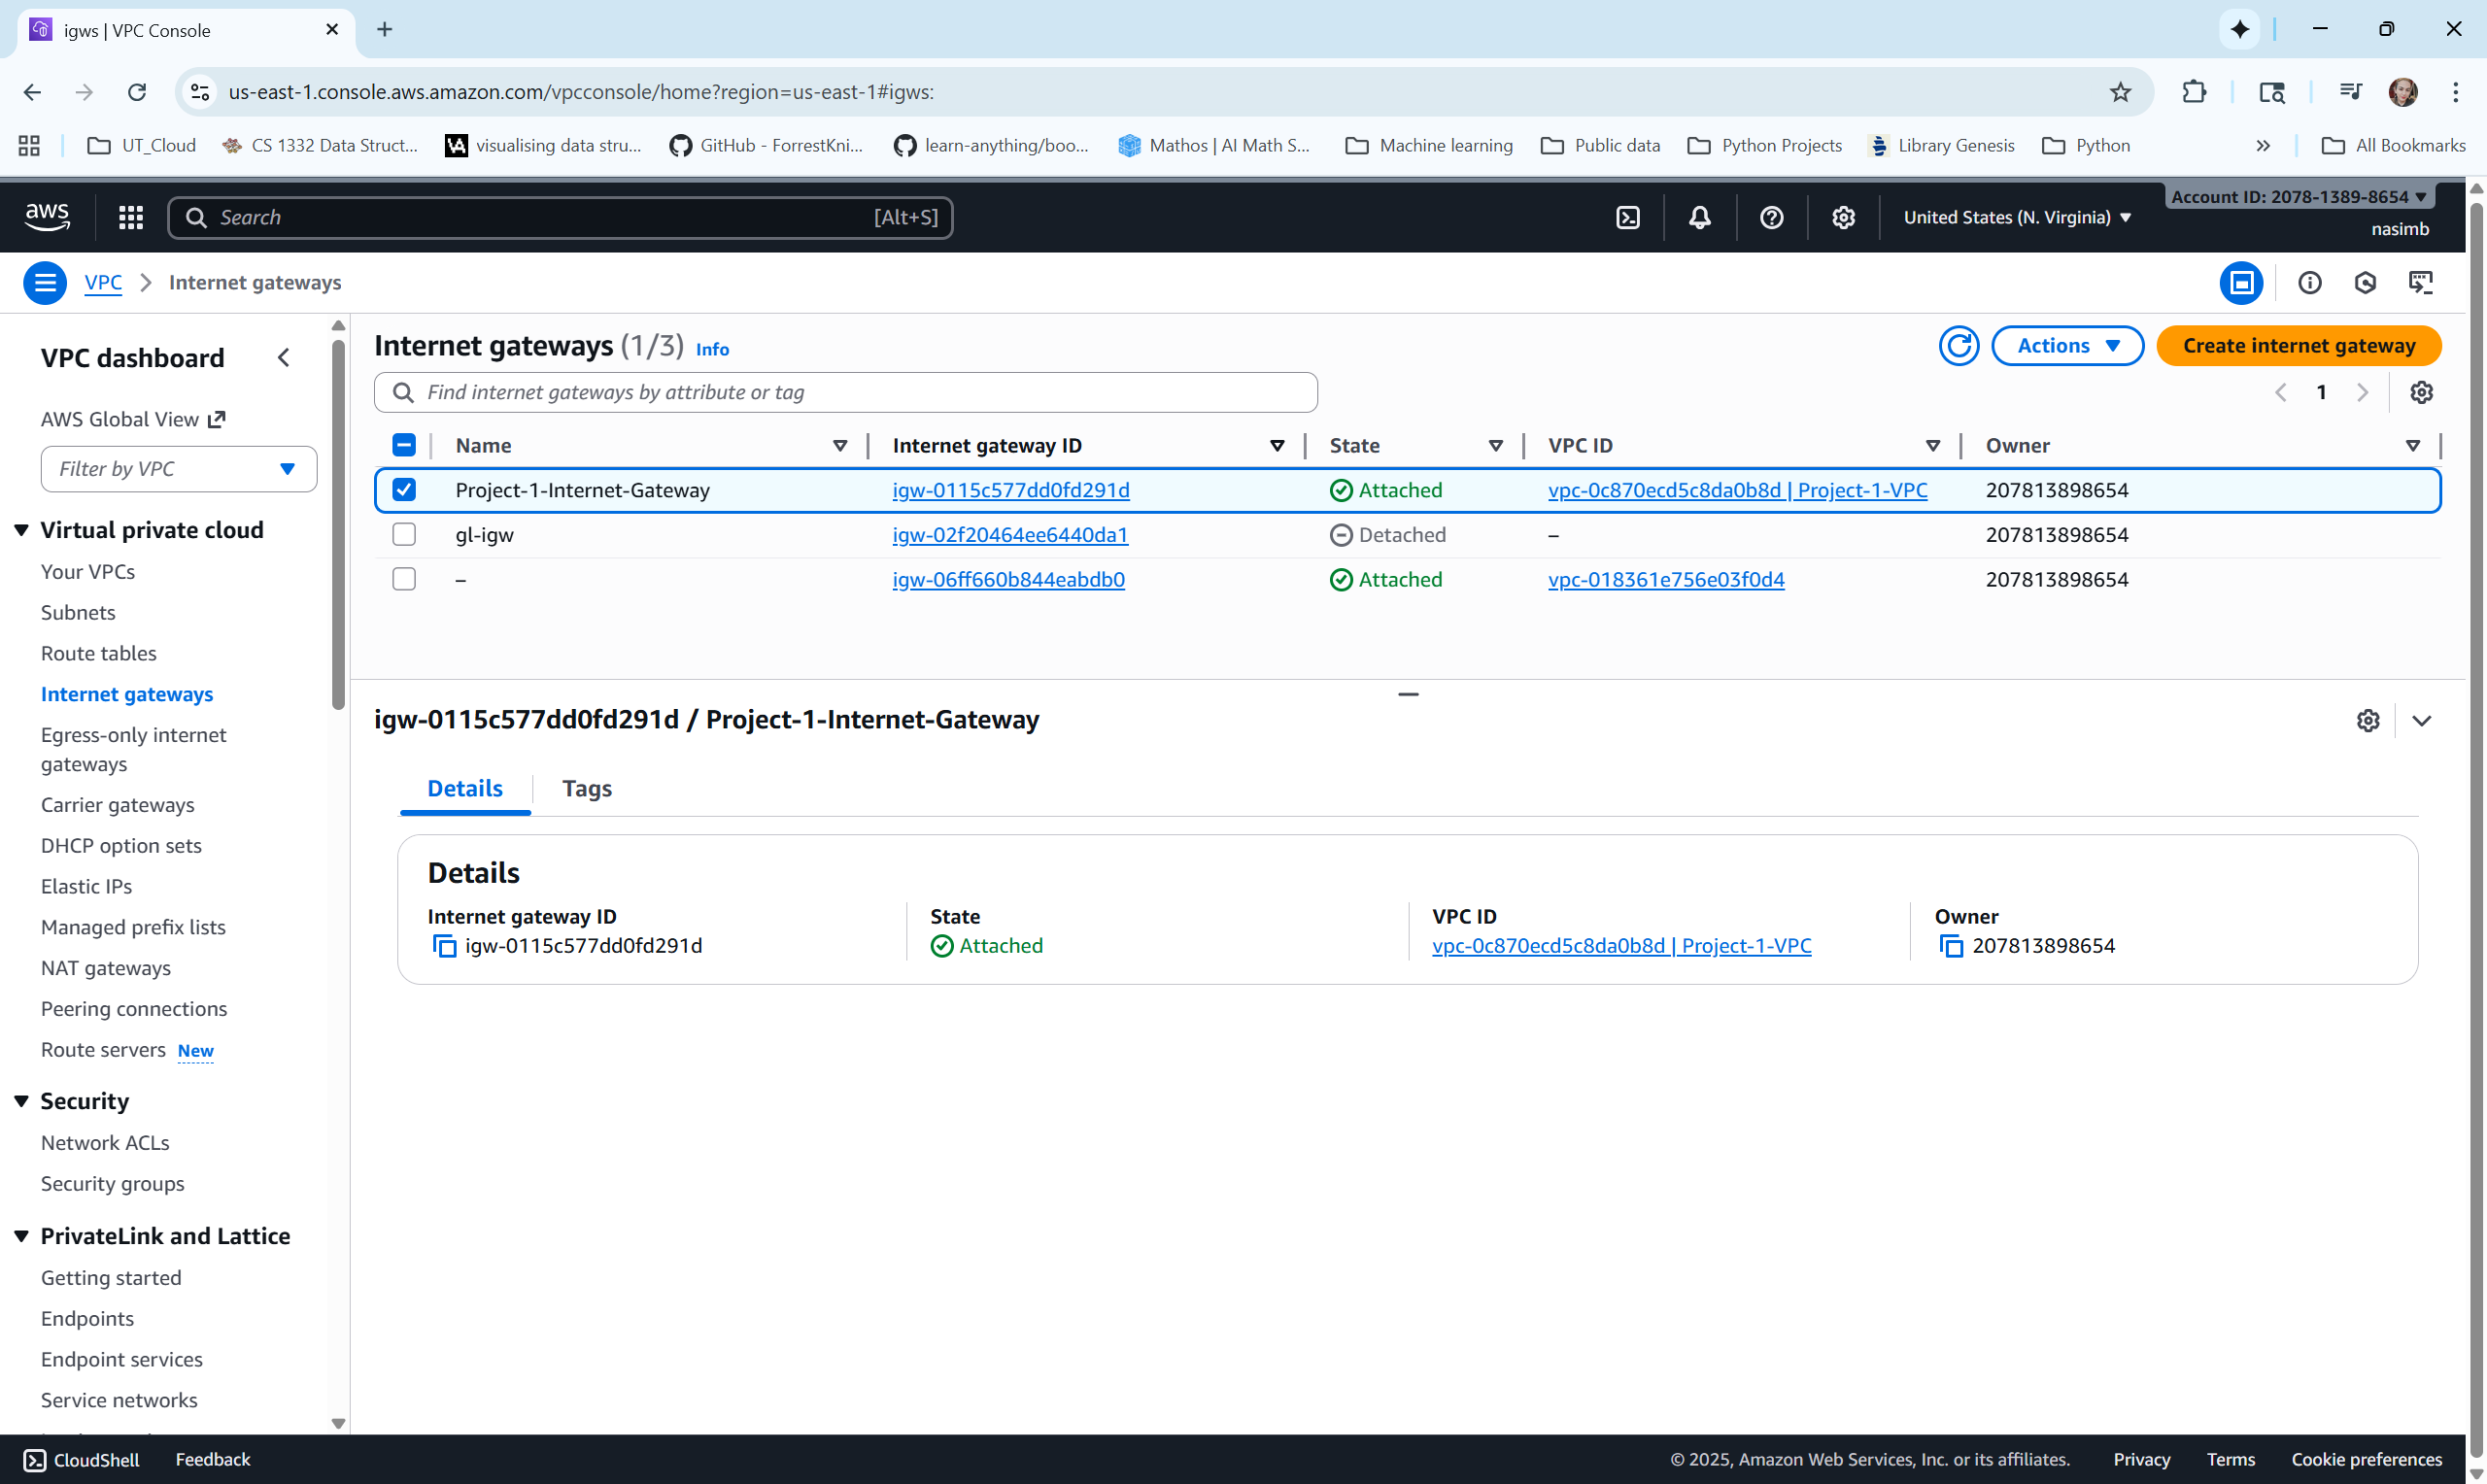 igws | VPC Console
us-east-1.console.aws.amazon.com/vpcconsole/home?region=us-east-1#igws:
UT_Cloud CS 1332 Data Struct... visualising data stru... GitHub - ForrestKni... learn-anything/boo... Mathos | AI Math S... Machine learning Public data Python Projects Library Genesis Python » All Bookmarks
aws Search [Alt+S] United States (N. Virginia) Account ID: 2078-1389-8654
nasimb
VPC Internet gateways
VPC dashboard
AWS Global View
Filter by VPC
Virtual private cloud
Your VPCs
Subnets
Route tables
Internet gateways
Egress-only internet
gateways
Carrier gateways
DHCP option sets
Elastic IPs
Managed prefix lists
NAT gateways
Peering connections
Route servers New
Security
Network ACLs
Security groups
PrivateLink and Lattice
Getting started
Endpoints
Endpoint services
Service networks
Internet gateways (1/3) Info
Actions Create internet gateway
Find internet gateways by attribute or tag
1
Name Internet gateway ID State VPC ID Owner
Project-1-Internet-Gateway igw-0115c577dd0fd291d Attached vpc-0c870ecd5c8da0b8d | Project-1-VPC 207813898654
gl-igw igw-02f20464ee6440da1 Detached – 207813898654
– igw-06ff660b844eabdb0 Attached vpc-018361e756e03f0d4 207813898654
igw-0115c577dd0fd291d / Project-1-Internet-Gateway
Details Tags
Details
Internet gateway ID State VPC ID Owner
igw-0115c577dd0fd291d Attached vpc-0c870ecd5c8da0b8d | Project-1-VPC 207813898654
CloudShell Feedback © 2025, Amazon Web Services, Inc. or its affiliates. Privacy Terms Cookie preferences